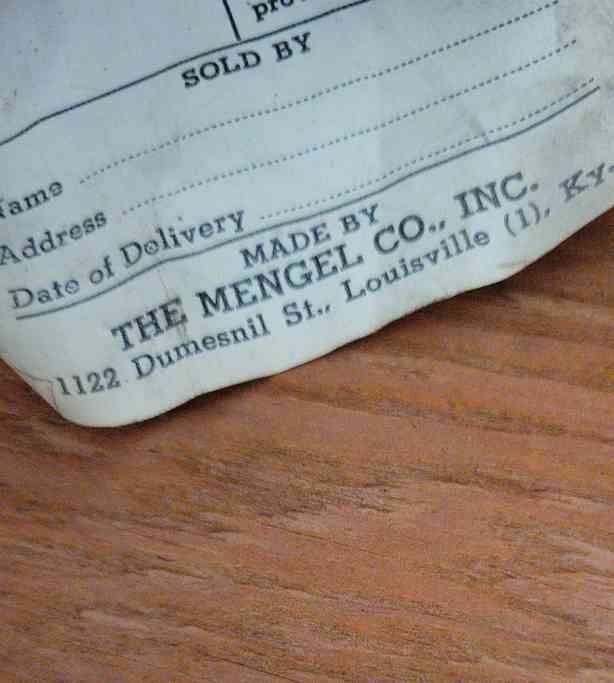 SOLD BY
Name
Address
Date of Delivery
MADE BY
THE MENGEL CO., INC.
1122 Dumesnil St., Louisville (1), Ky.